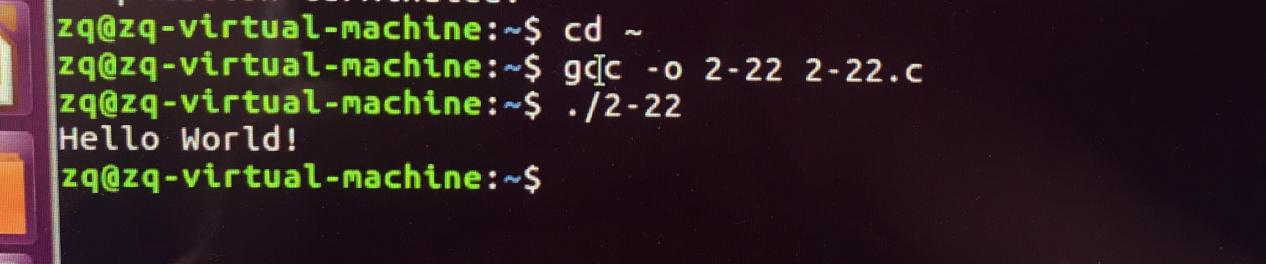 zq@zq-virtual-machine:~$ cd ~
zq@zq-virtual-machine:~$ gcc -o 2-22 2-22.c
zq@zq-virtual-machine:~$ ./2-22
Hello World!
zq@zq-virtual-machine:~$